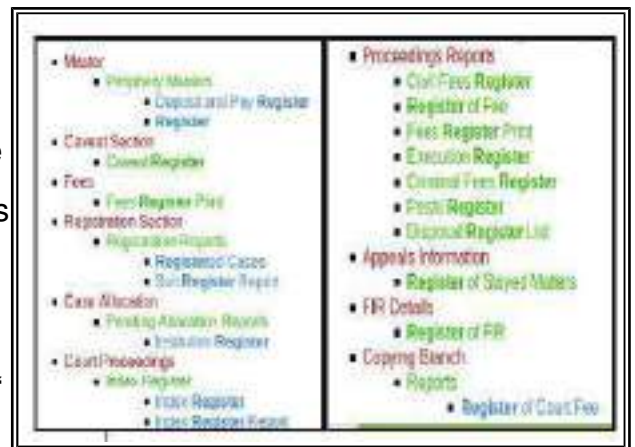 Master
Periphery Masters
Deposit and Pay Register
Register
Caveat Section
Caveat Register
Fees
Fees Register Print
Registration Section
Registration Reports
Registered Cases
Suit Register Report
Case Allocation
Pending Allocation Reports
Institution Register
Court Proceedings
Index Register
Index Register
Index Register Report
Proceedings Reports
Civil Fees Register
Register of Fee
Fees Register Print
Execution Register
Criminal Fees Register
Peshi Register
Disposal Register List
Appeals Information
Register of Stayed Matters
FIR Details
Register of FIR
Copying Branch
Reports
Register of Court Fee